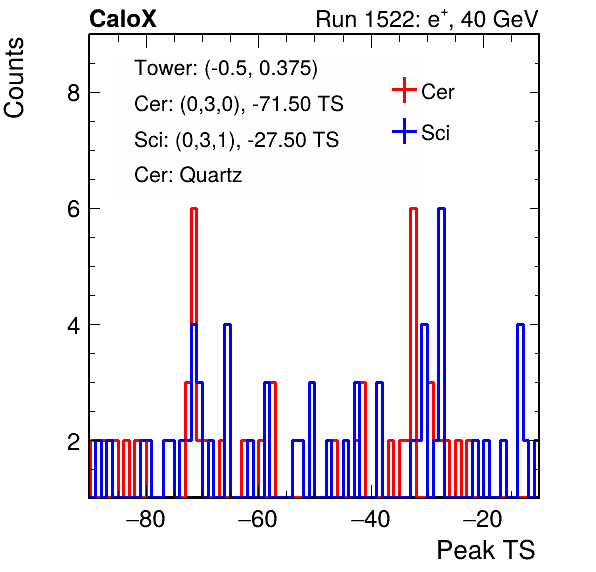 CaloX Run 1522: e⁺, 40 GeV
Counts
Tower: (-0.5, 0.375)
Cer: (0,3,0), -71.50 TS
Sci: (0,3,1), -27.50 TS
Cer: Quartz
Cer
Sci
8
6
4
2
−80 −60 −40 −20
Peak TS